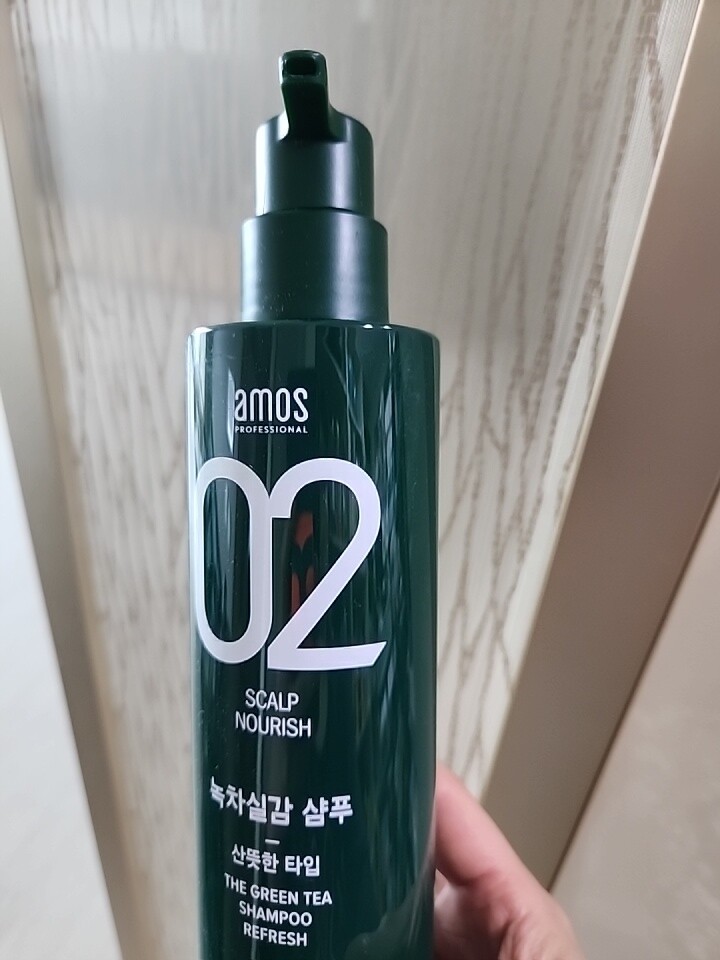 amos
PROFESSIONAL
02
SCALP
NOURISH
녹차실감 샴푸
산뜻한 타입
THE GREEN TEA
SHAMPOO
REFRESH